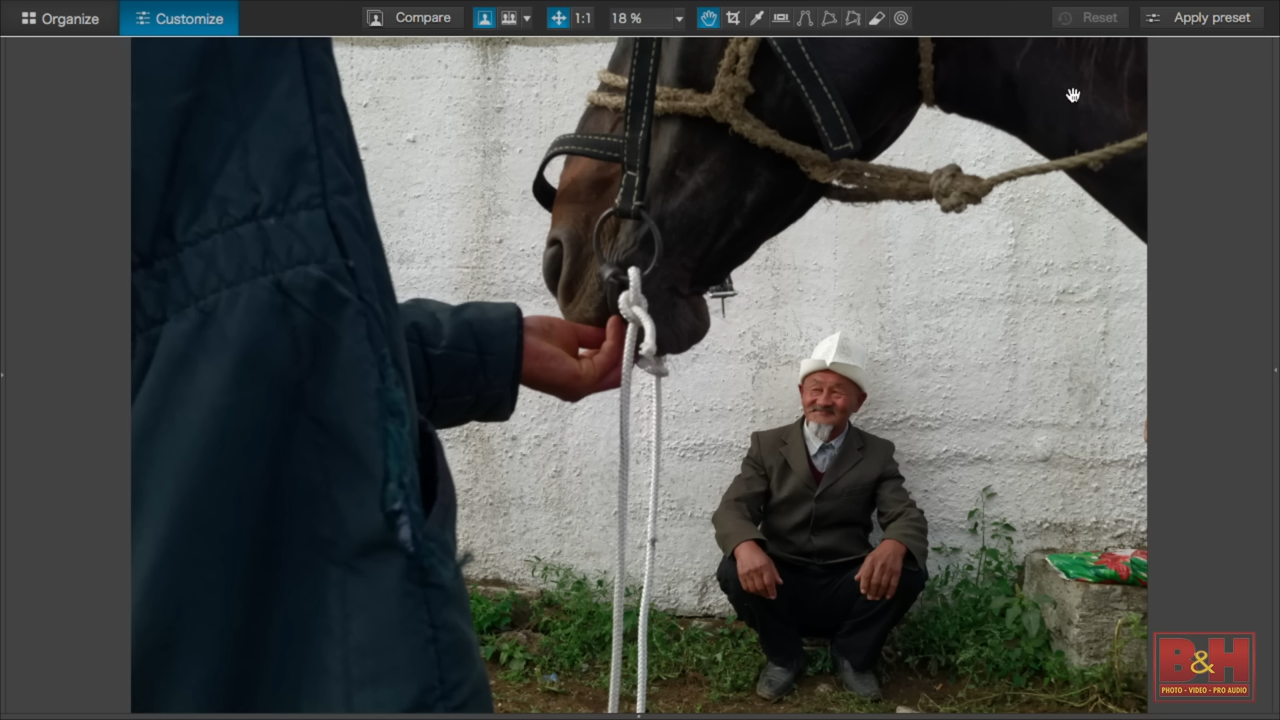 Organize
Customize
Compare
1:1
18 %
Reset
Apply preset
B&H
PHOTO - VIDEO - PRO AUDIO